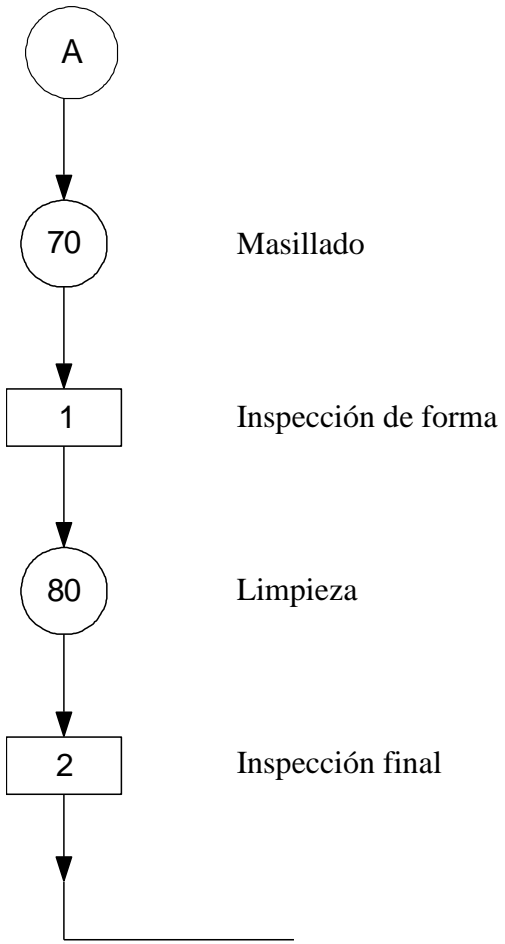 A
70 Masillado
1 Inspección de forma
80 Limpieza
2 Inspección final